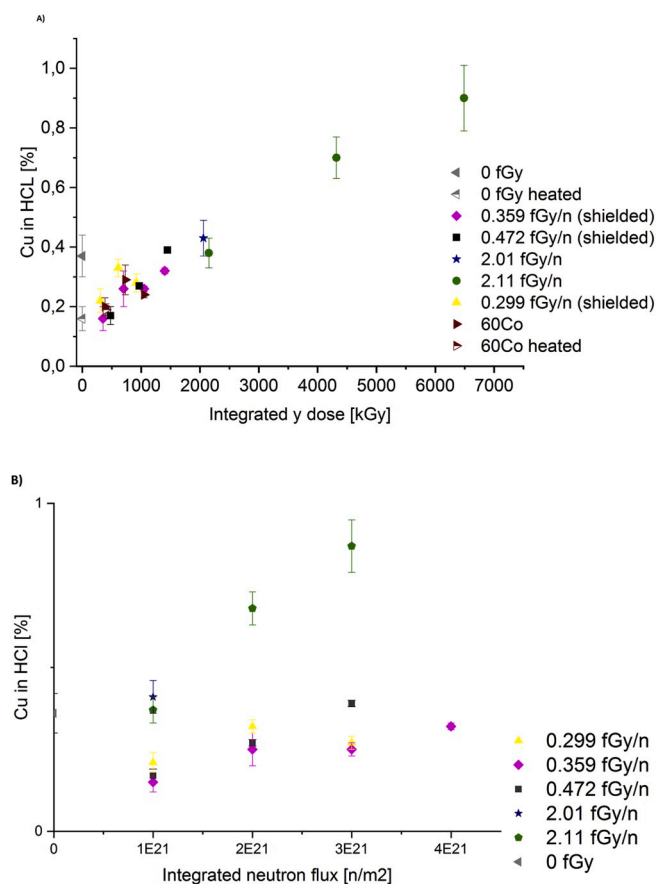 A)
Cu in HCL [%]
1,0
0,8
0,6
0,4
0,2
0,0
0 fGy
0 fGy heated
0.359 fGy/n (shielded)
0.472 fGy/n (shielded)
2.01 fGy/n
2.11 fGy/n
0.299 fGy/n (shielded)
60Co
60Co heated
0 1000 2000 3000 4000 5000 6000 7000
Integrated y dose [kGy]
B)
Cu in HCl [%]
1
0
0.299 fGy/n
0.359 fGy/n
0.472 fGy/n
2.01 fGy/n
2.11 fGy/n
0 fGy
0 1E21 2E21 3E21 4E21
Integrated neutron flux [n/m2]